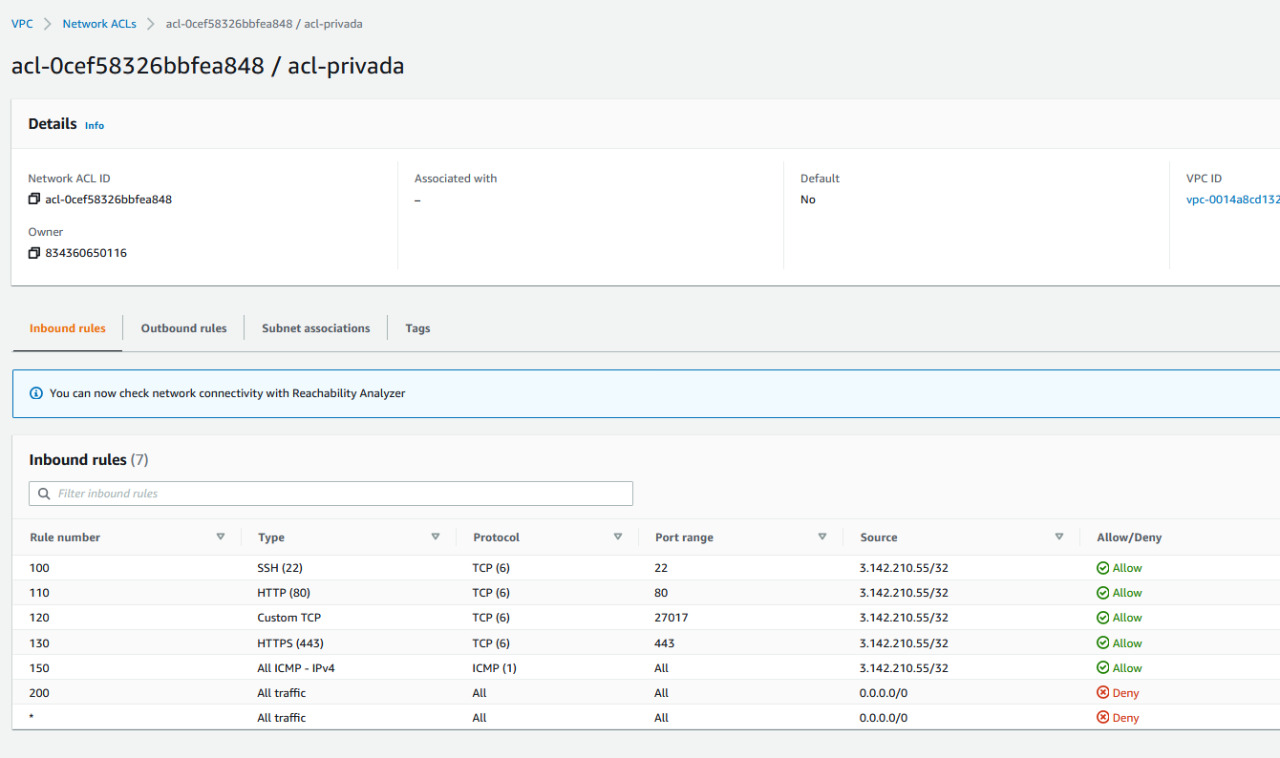 VPC > Network ACLs > acl-0cef58326bbfea848 / acl-privada
acl-0cef58326bbfea848 / acl-privada
Details Info
Network ACL ID Associated with Default VPC ID
acl-0cef58326bbfea848 – No vpc-0014a8cd132
Owner
834360650116
Inbound rules Outbound rules Subnet associations Tags
You can now check network connectivity with Reachability Analyzer
Inbound rules (7)
Filter inbound rules
Rule number Type Protocol Port range Source Allow/Deny
100 SSH (22) TCP (6) 22 3.142.210.55/32 Allow
110 HTTP (80) TCP (6) 80 3.142.210.55/32 Allow
120 Custom TCP TCP (6) 27017 3.142.210.55/32 Allow
130 HTTPS (443) TCP (6) 443 3.142.210.55/32 Allow
150 All ICMP - IPv4 ICMP (1) All 3.142.210.55/32 Allow
200 All traffic All All 0.0.0.0/0 Deny
* All traffic All All 0.0.0.0/0 Deny